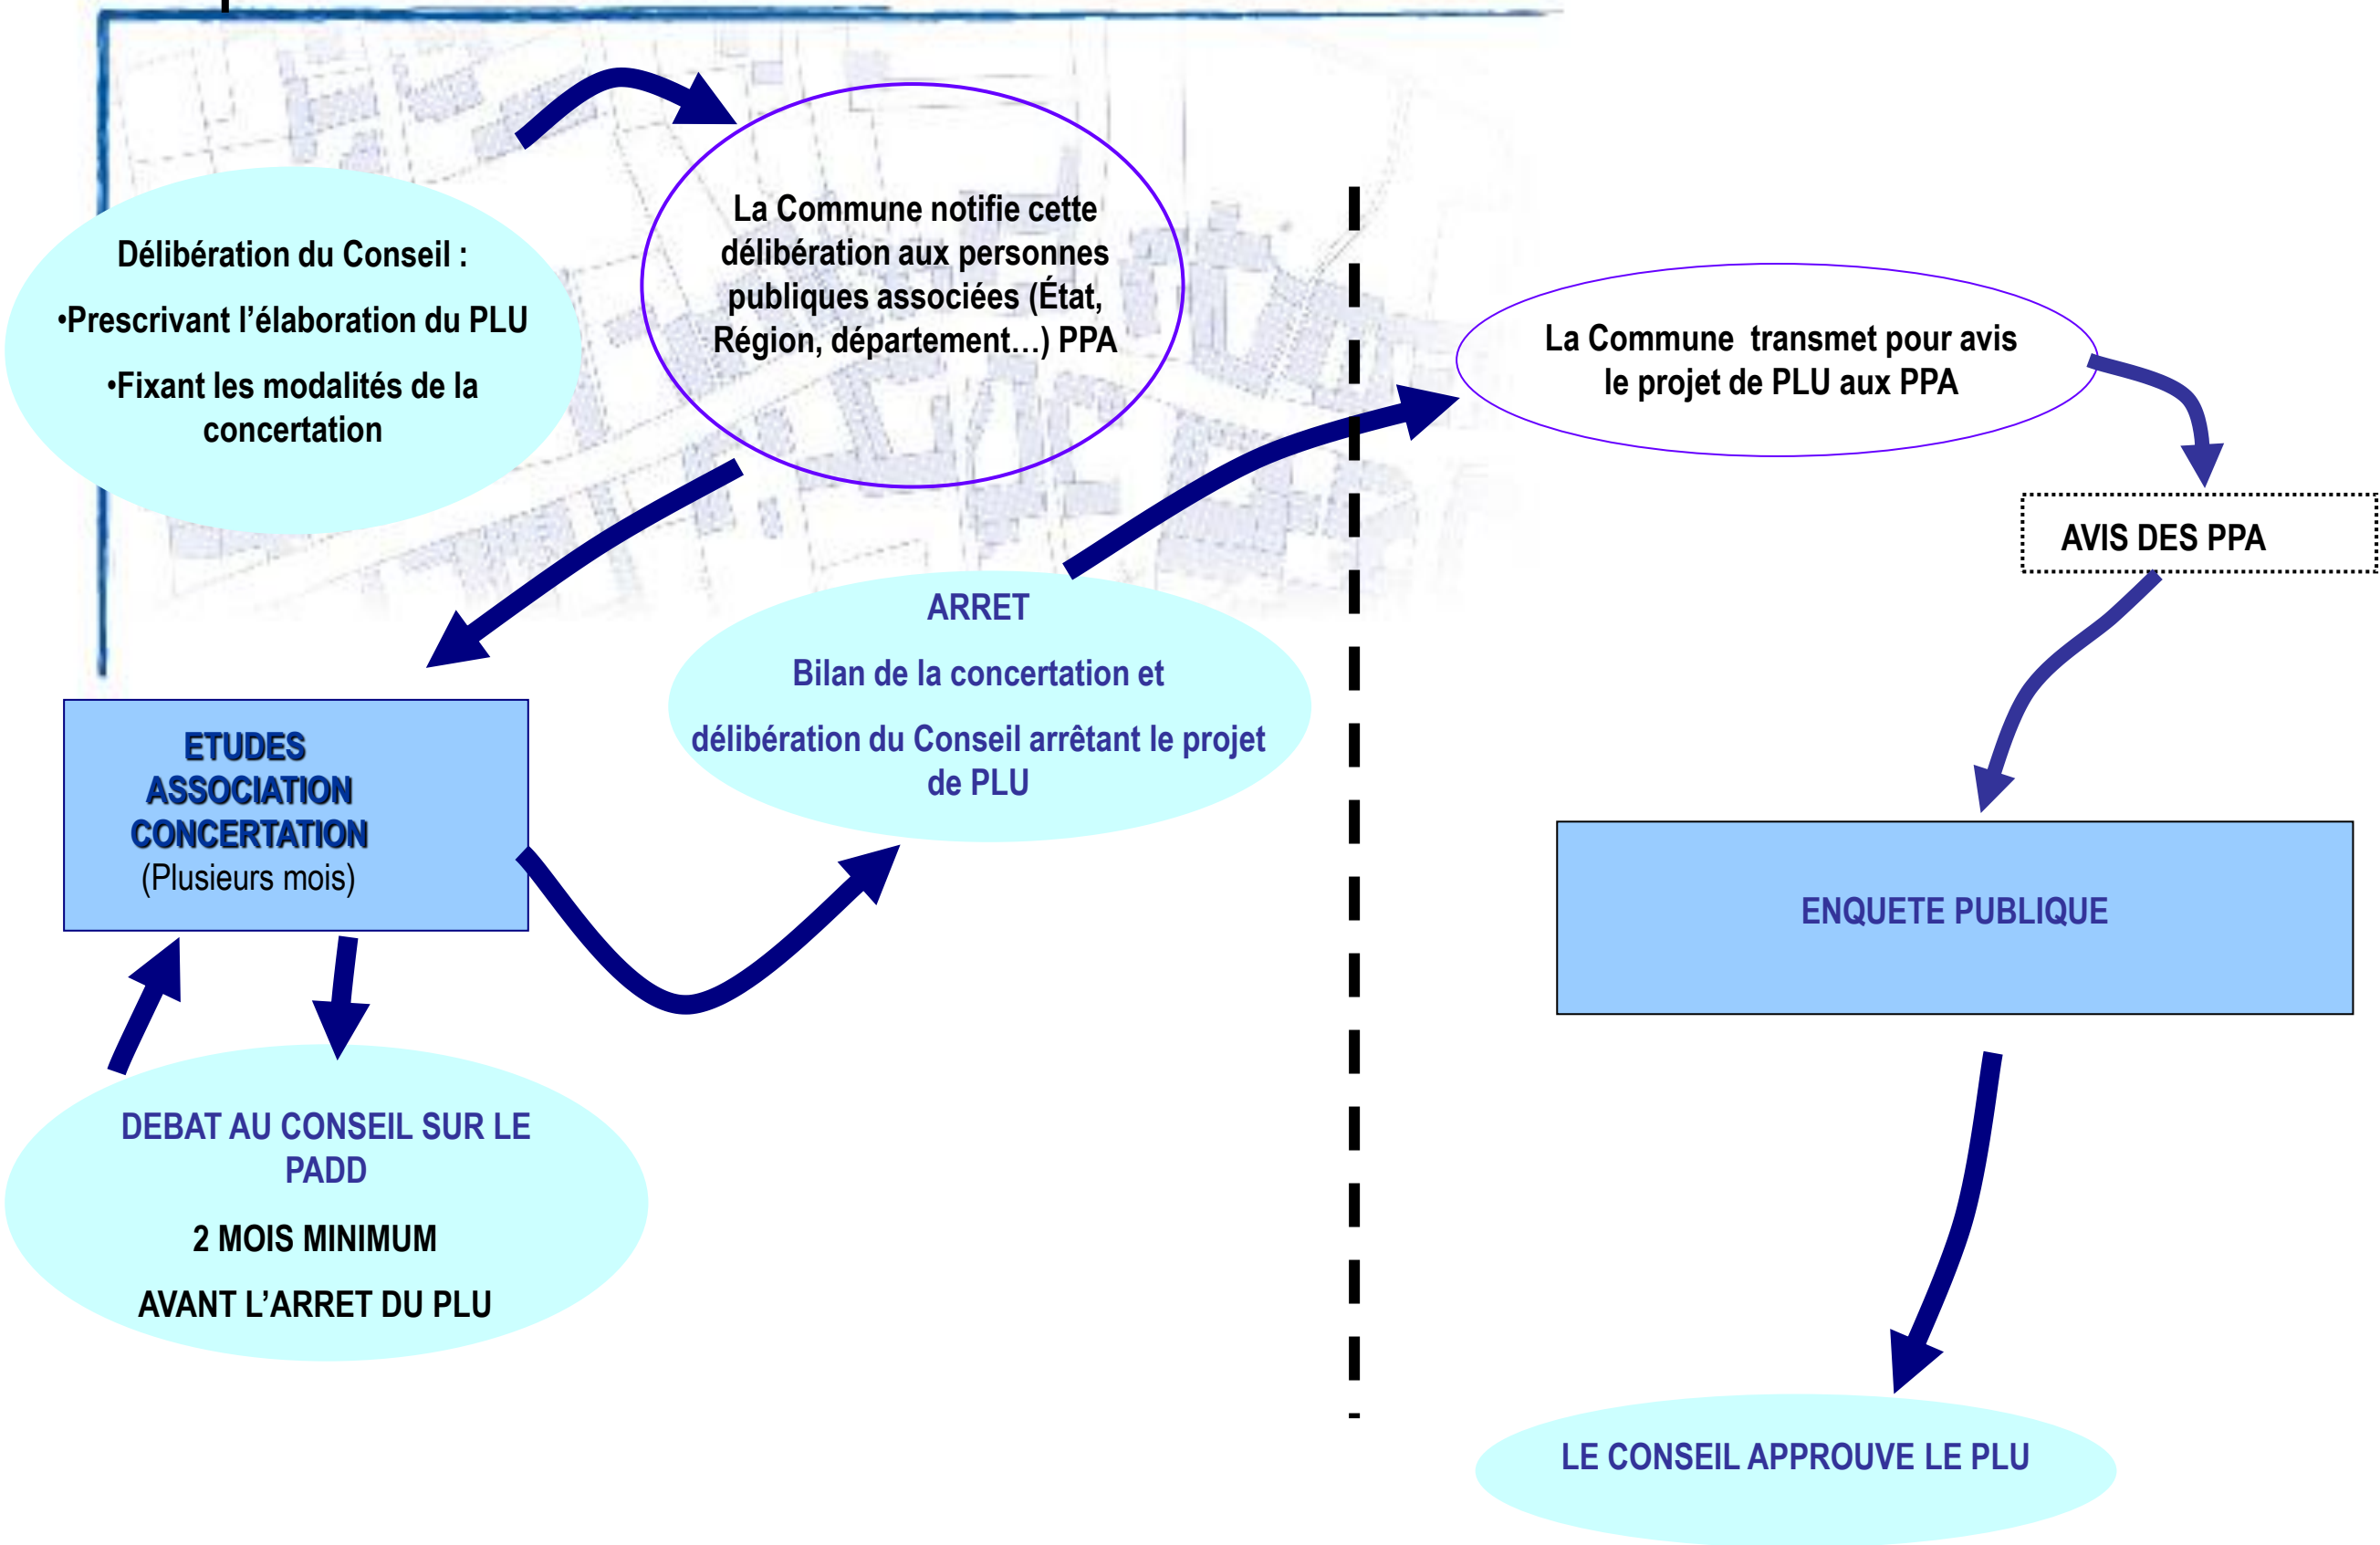 Délibération du Conseil :
•Prescrivant l’élaboration du PLU
•Fixant les modalités de la
concertation
La Commune notifie cette
délibération aux personnes
publiques associées (État,
Région, département…) PPA
ETUDES
ASSOCIATION
CONCERTATION
(Plusieurs mois)
DEBAT AU CONSEIL SUR LE
PADD
2 MOIS MINIMUM
AVANT L’ARRET DU PLU
ARRET
Bilan de la concertation et
délibération du Conseil arrêtant le projet
de PLU
La Commune  transmet pour avis
le projet de PLU aux PPA
AVIS DES PPA
ENQUETE PUBLIQUE
LE CONSEIL APPROUVE LE PLU